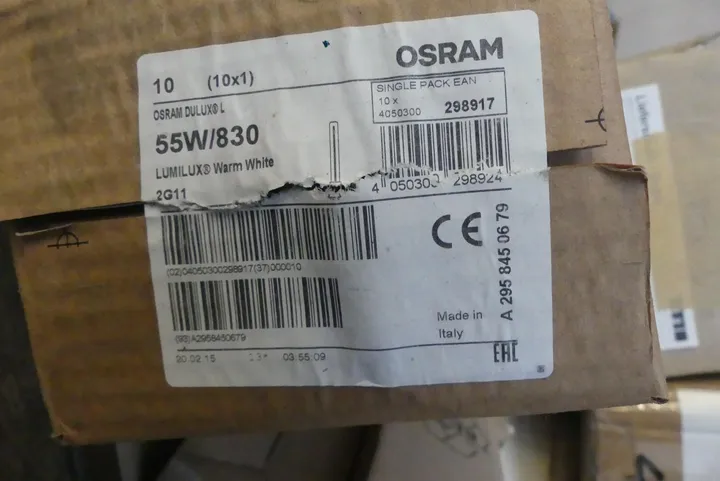 OSRAM
10 (10x1)
OSRAM DULUX® L
55W/830
LUMILUX® Warm White
2G11
SINGLE PACK EAN
10 x
4050300 298917
4 050300 298924
(02)04050300298917(37)000010
(93)A2958450679
20.02.15 13* 03:55:09
CE
A 295 845 06 79
Made in
Italy
EAC